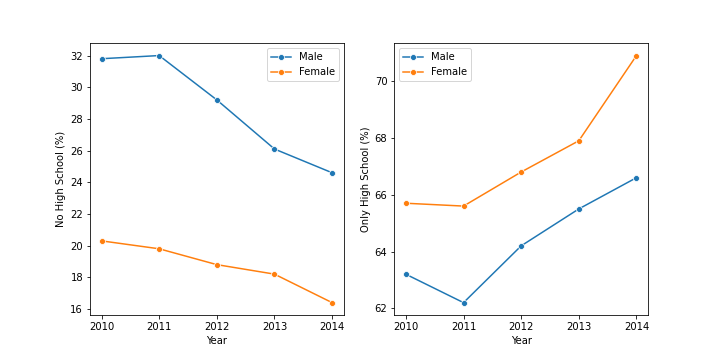 No High School (%)
32
30
28
26
24
22
20
18
16
Male
Female
2010 2011 2012 2013 2014
Year
Only High School (%)
70
68
66
64
62
Male
Female
2010 2011 2012 2013 2014
Year